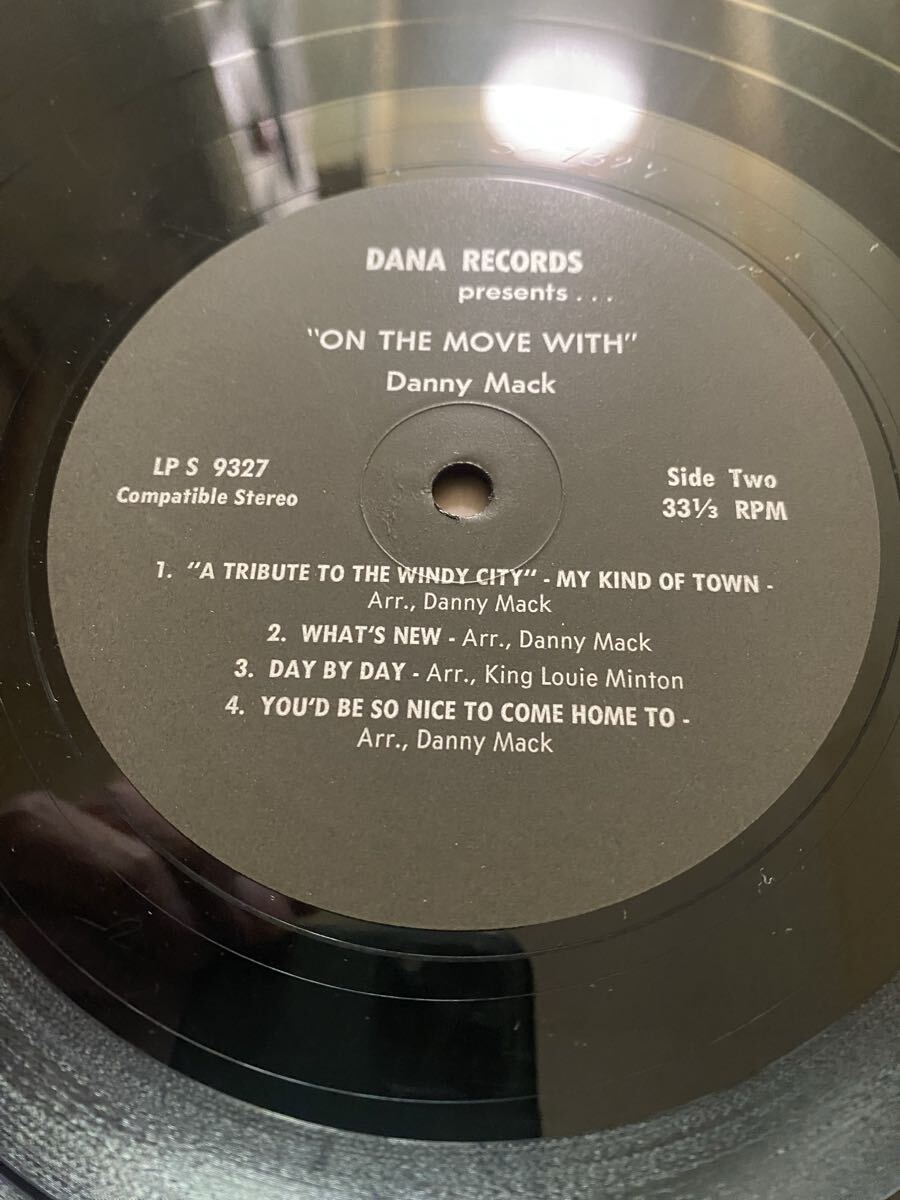 DANA RECORDS
presents...
"ON THE MOVE WITH"
Danny Mack
LP S 9327
Compatible Stereo
Side Two
33⅓ RPM
1. "A TRIBUTE TO THE WINDY CITY" - MY KIND OF TOWN -
Arr., Danny Mack
2. WHAT'S NEW - Arr., Danny Mack
3. DAY BY DAY - Arr., King Louie Minton
4. YOU'D BE SO NICE TO COME HOME TO -
Arr., Danny Mack